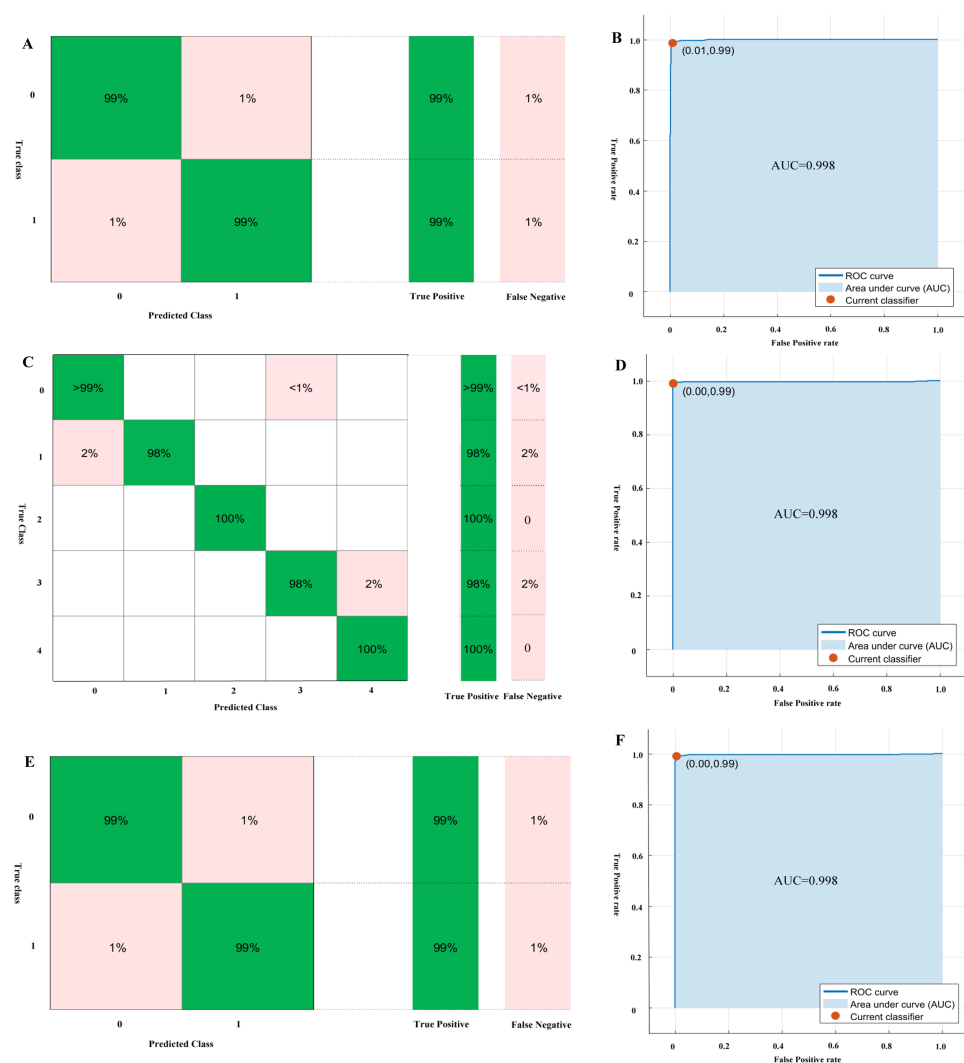 A
0
99%
1%
99%
1%
True class
1
1%
99%
99%
1%
0
1
True Positive
False Negative
Predicted Class
B
1.0
(0.01,0.99)
0.8
True Positive rate
0.6
AUC=0.998
0.4
0.2
0
ROC curve
Area under curve (AUC)
Current classifier
0
0.2
0.4
0.6
0.8
1.0
False Positive rate
C
0
>99%
<1%
>99%
<1%
1
2%
98%
98%
2%
True Class
2
100%
100%
0
3
98%
2%
98%
2%
4
100%
100%
0
0
1
2
3
4
True Positive
False Negative
Predicted Class
D
1.0
(0.00,0.99)
0.8
True Positive rate
0.6
AUC=0.998
0.4
0.2
0
ROC curve
Area under curve (AUC)
Current classifier
0
0.2
0.4
0.6
0.8
1.0
False Positive rate
E
0
99%
1%
99%
1%
True class
1
1%
99%
99%
1%
0
1
True Positive
False Negative
Predicted Class
F
1.0
(0.00,0.99)
0.8
True Positive rate
0.6
AUC=0.998
0.4
0.2
0
ROC curve
Area under curve (AUC)
Current classifier
0
0.2
0.4
0.6
0.8
1.0
False Positive rate